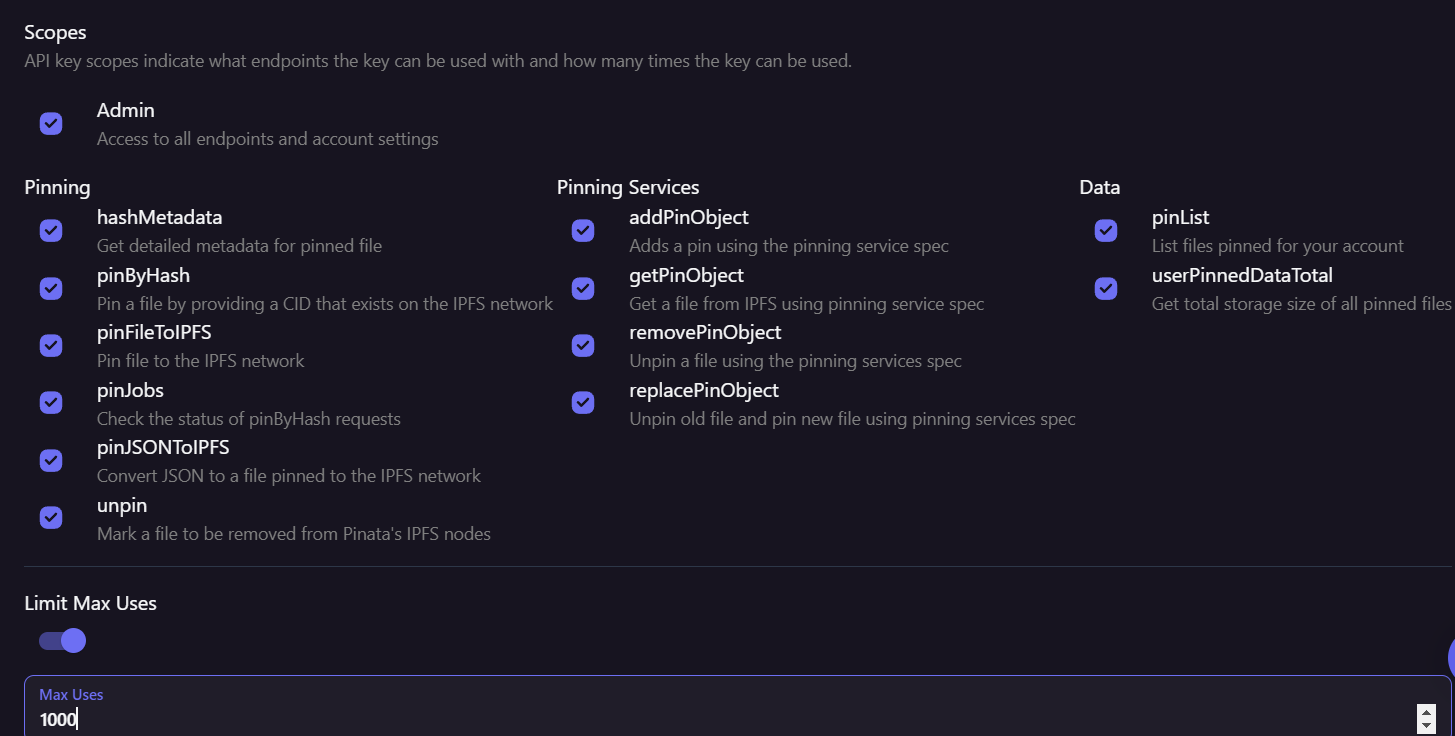 Scopes
API key scopes indicate what endpoints the key can be used with and how many times the key can be used.
Admin
Access to all endpoints and account settings
Pinning
hashMetadata
Get detailed metadata for pinned file
pinByHash
Pin a file by providing a CID that exists on the IPFS network
pinFileToIPFS
Pin file to the IPFS network
pinJobs
Check the status of pinByHash requests
pinJSONToIPFS
Convert JSON to a file pinned to the IPFS network
unpin
Mark a file to be removed from Pinata's IPFS nodes
Pinning Services
addPinObject
Adds a pin using the pinning service spec
getPinObject
Get a file from IPFS using pinning service spec
removePinObject
Unpin a file using the pinning services spec
replacePinObject
Unpin old file and pin new file using pinning services spec
Data
pinList
List files pinned for your account
userPinnedDataTotal
Get total storage size of all pinned files
Limit Max Uses
Max Uses
1000